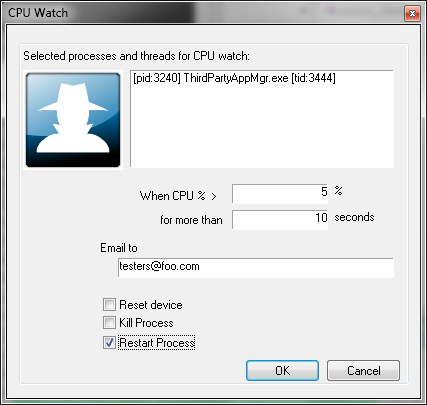 CPU Watch
Selected processes and threads for CPU watch:
[pid:3240] ThirdPartyAppMgr.exe [tid:3444]
When CPU % > 5 %
for more than 10 seconds
Email to
testers@foo.com
Reset device
Kill Process
Restart Process
OK Cancel